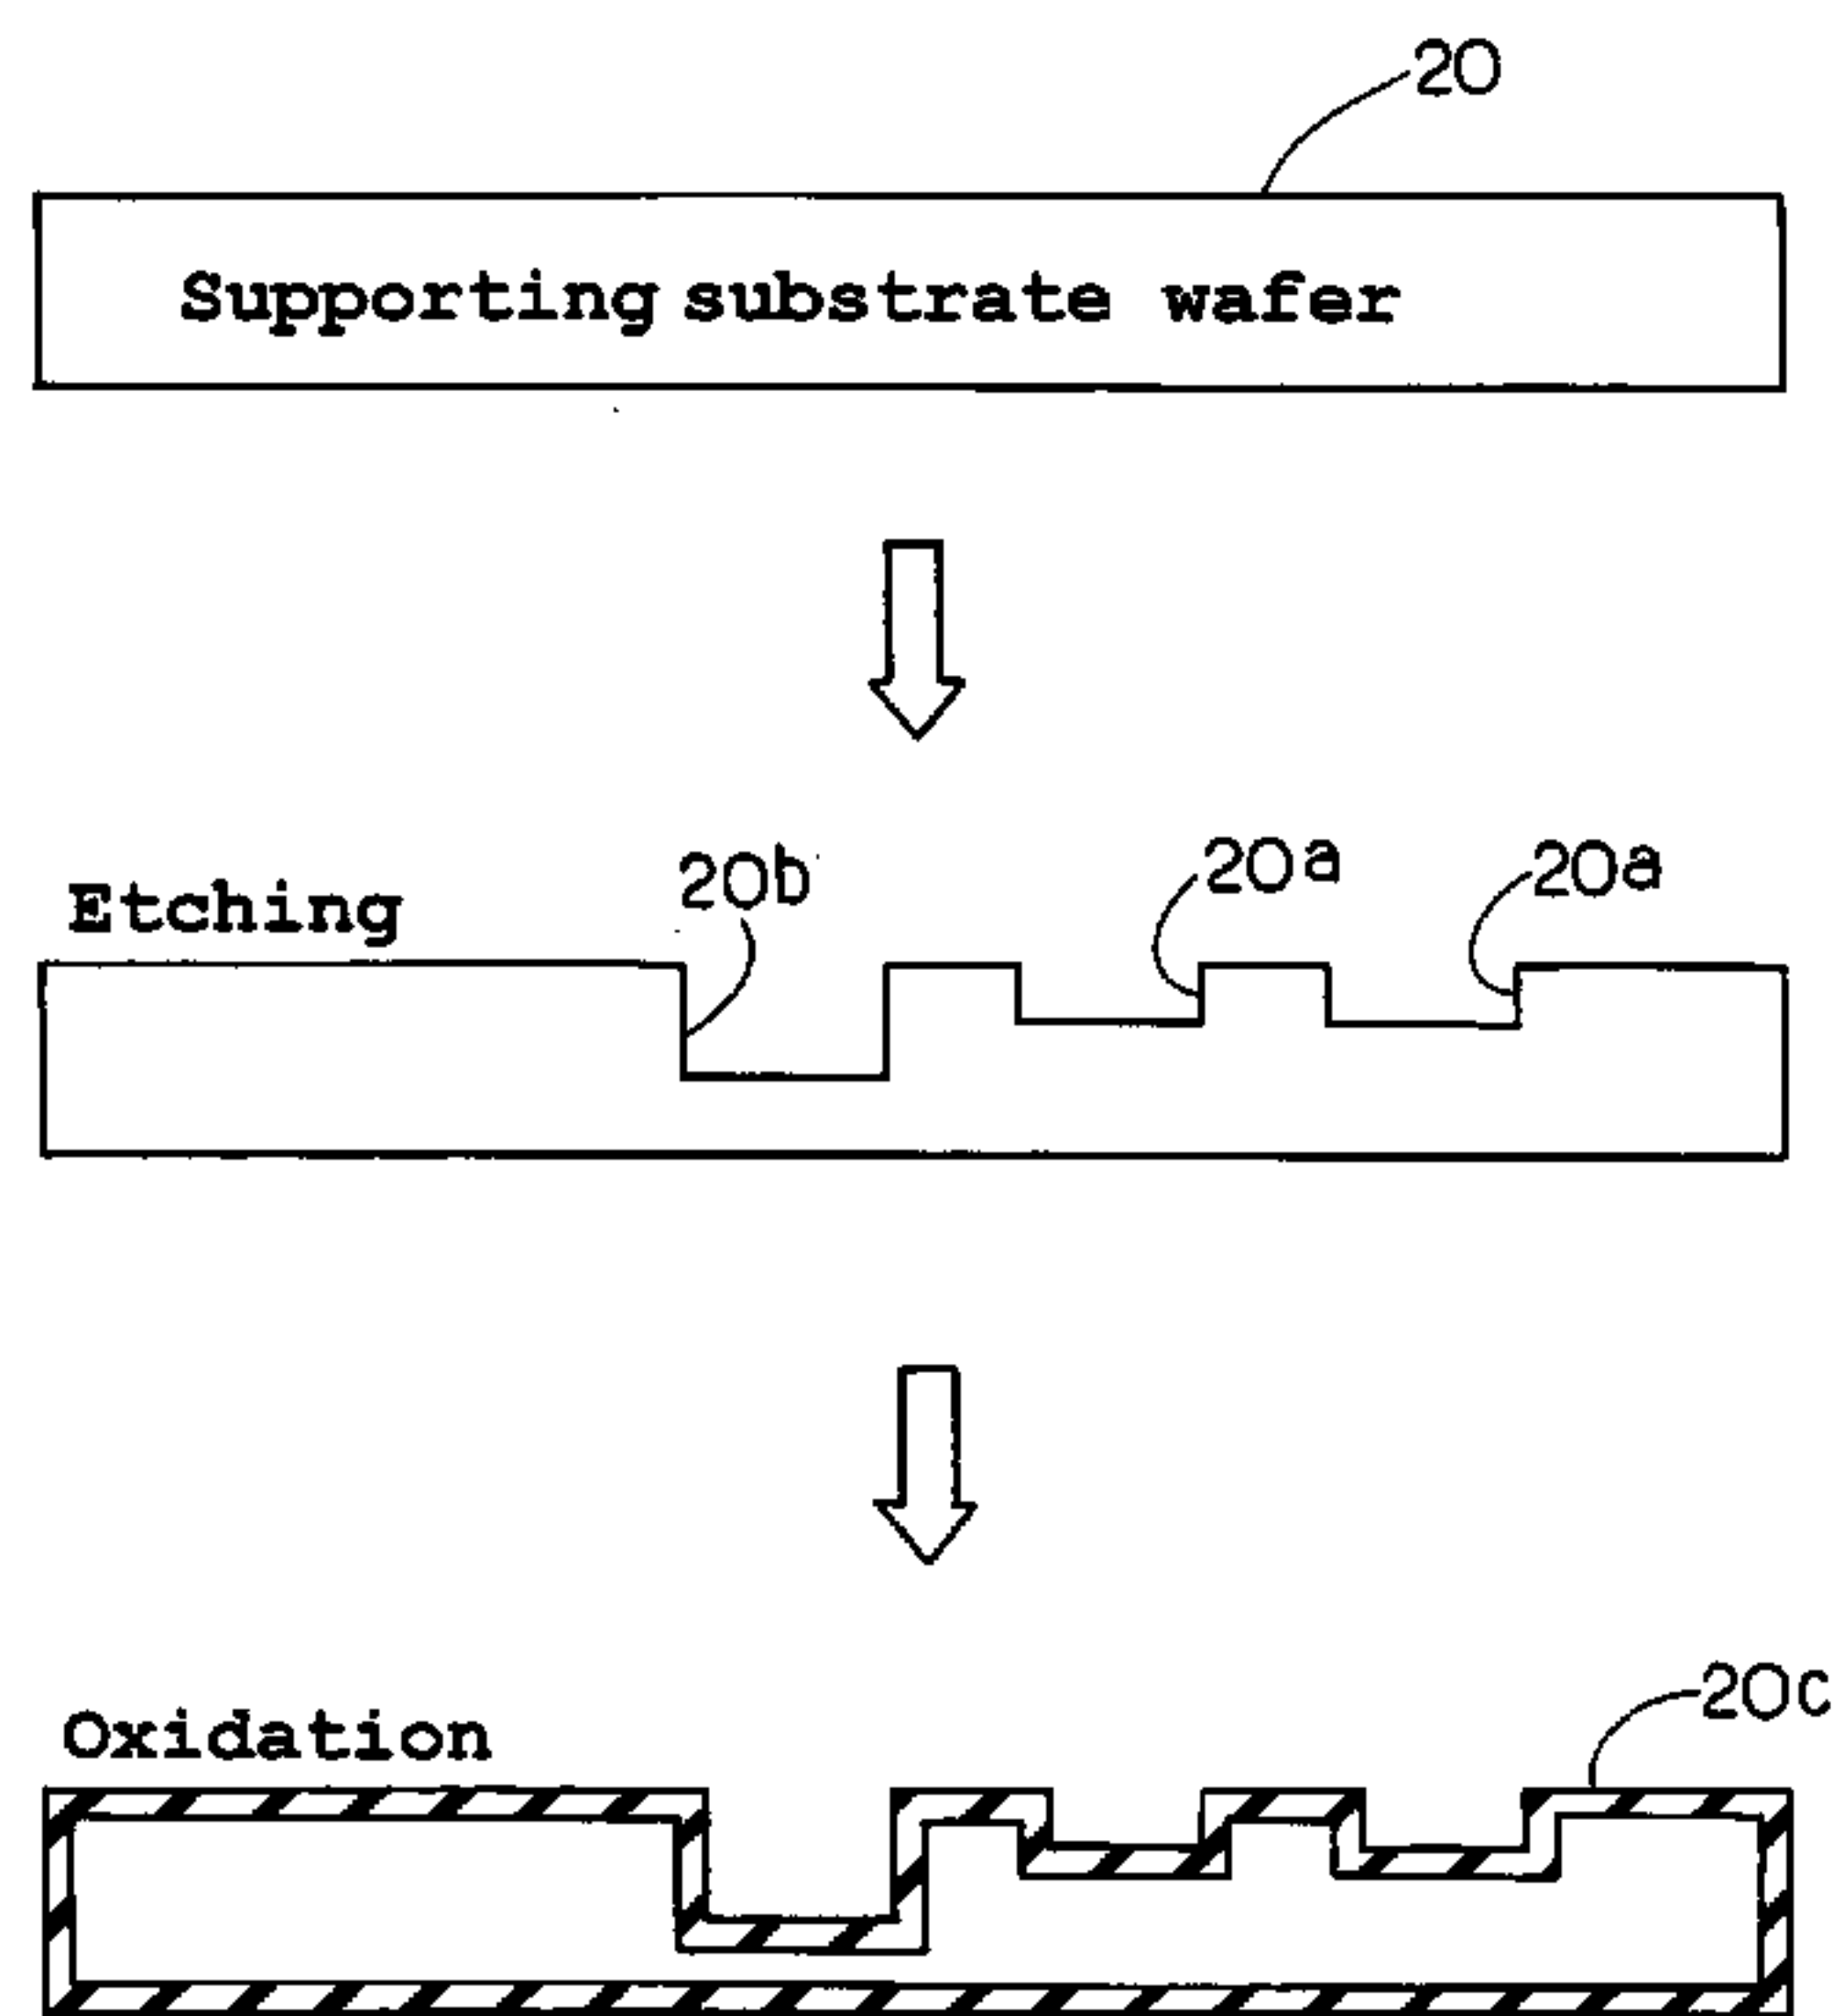 20
Supporting substrate wafer
20b
20a
20a
Etching
20c
Oxidation